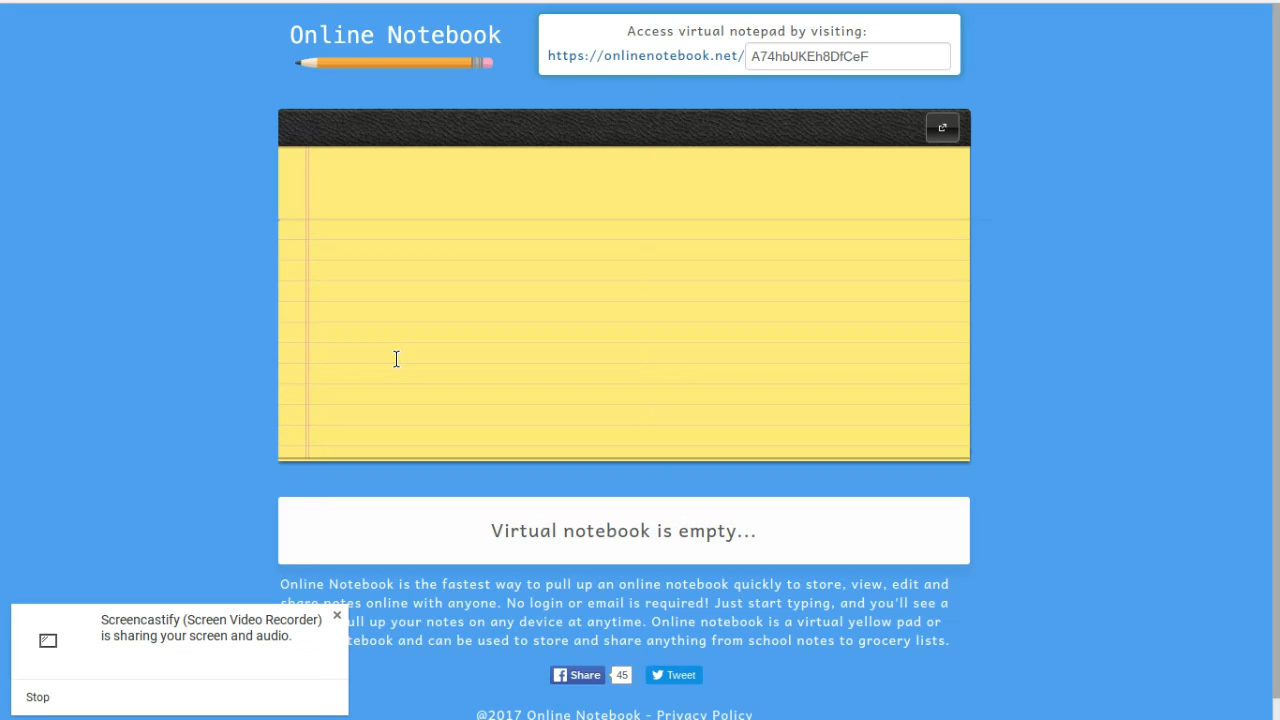 Online Notebook
Access virtual notepad by visiting:
https://onlinenotebook.net/ A74hbUKEh8DfCeF
Virtual notebook is empty...
Online Notebook is the fastest way to pull up an online notebook quickly to store, view, edit and
share notes online with anyone. No login or email is required! Just start typing, and you'll see a
ull up your notes on any device at anytime. Online notebook is a virtual yellow pad or
tebook and can be used to store and share anything from school notes to grocery lists.
Screencastify (Screen Video Recorder)
is sharing your screen and audio.
Stop
Share 45 Tweet
@2017 Online Notebook - Privacy Policy